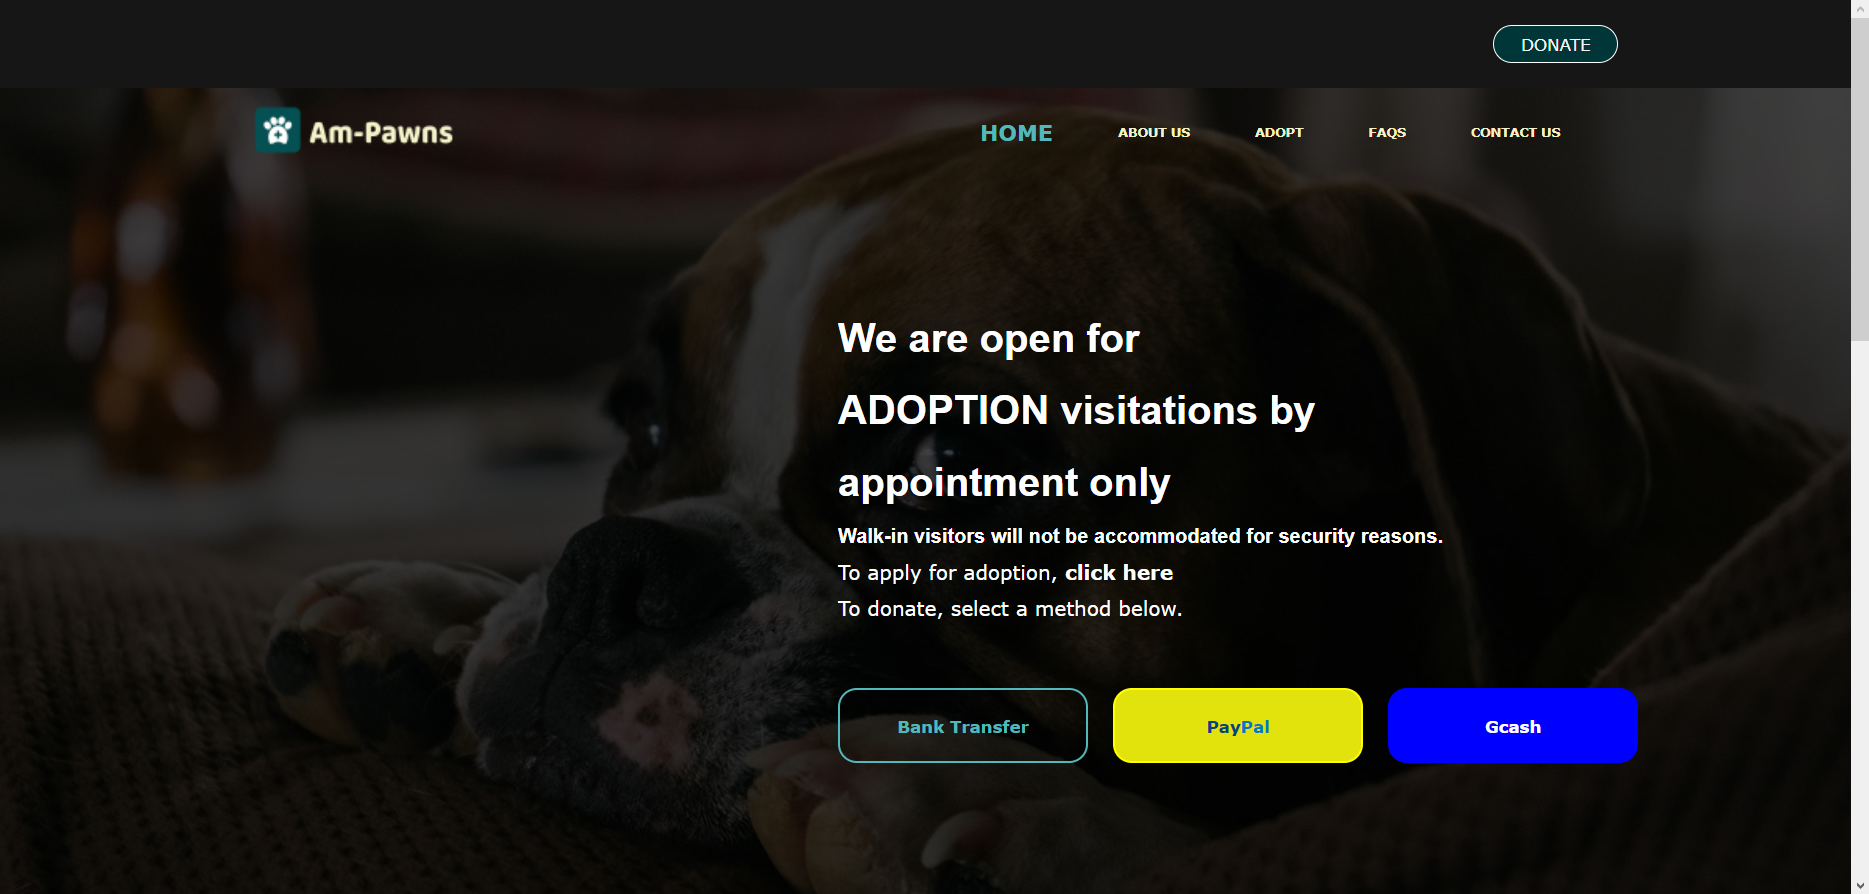 DONATE
Am-Pawns
HOME ABOUT US ADOPT FAQS CONTACT US
We are open for
ADOPTION visitations by
appointment only
Walk-in visitors will not be accommodated for security reasons.
To apply for adoption, click here
To donate, select a method below.
Bank Transfer PayPal Gcash